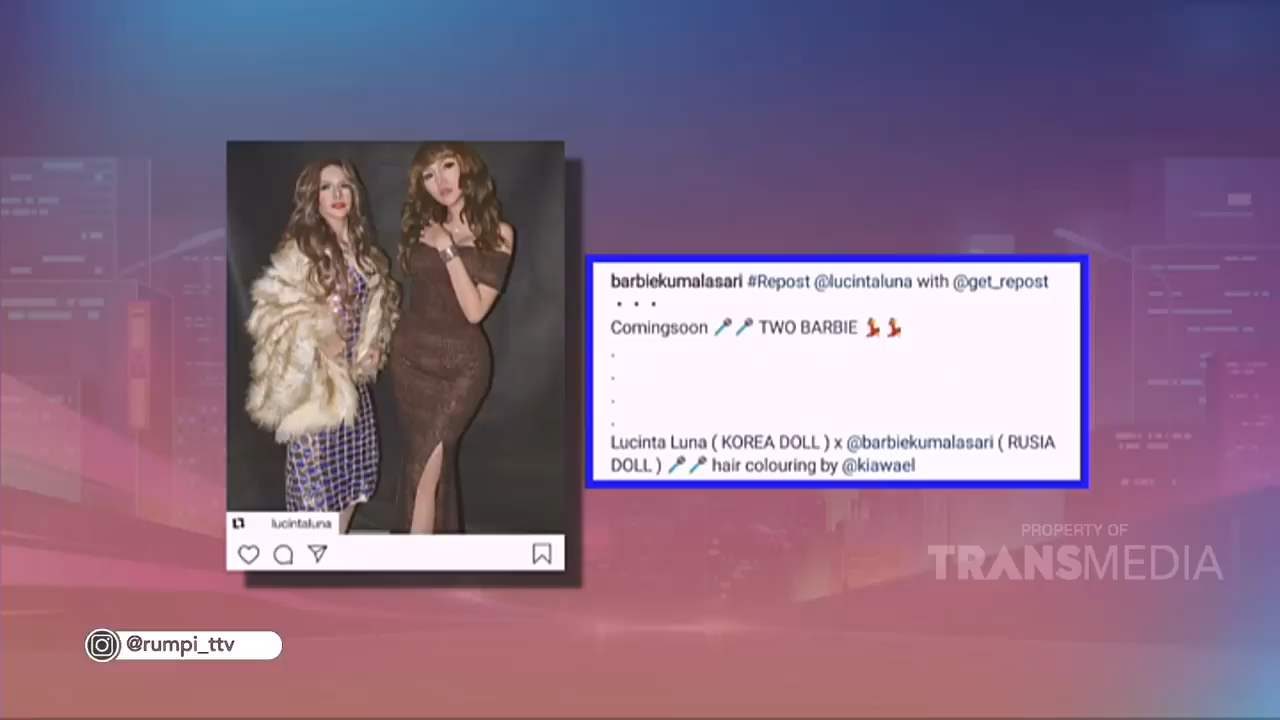 barbiekumalasari #Repost @lucintaluna with @get_repost
• • •
Comingsoon 🎤🎤 TWO BARBIE 💃💃
.
.
.
.
Lucinta Luna ( KOREA DOLL ) x @barbiekumalasari ( RUSIA
DOLL ) 🎤🎤 hair colouring by @kiawael
lucintaluna
PROPERTY OF
TRANSMEDIA
@rumpi_ttv